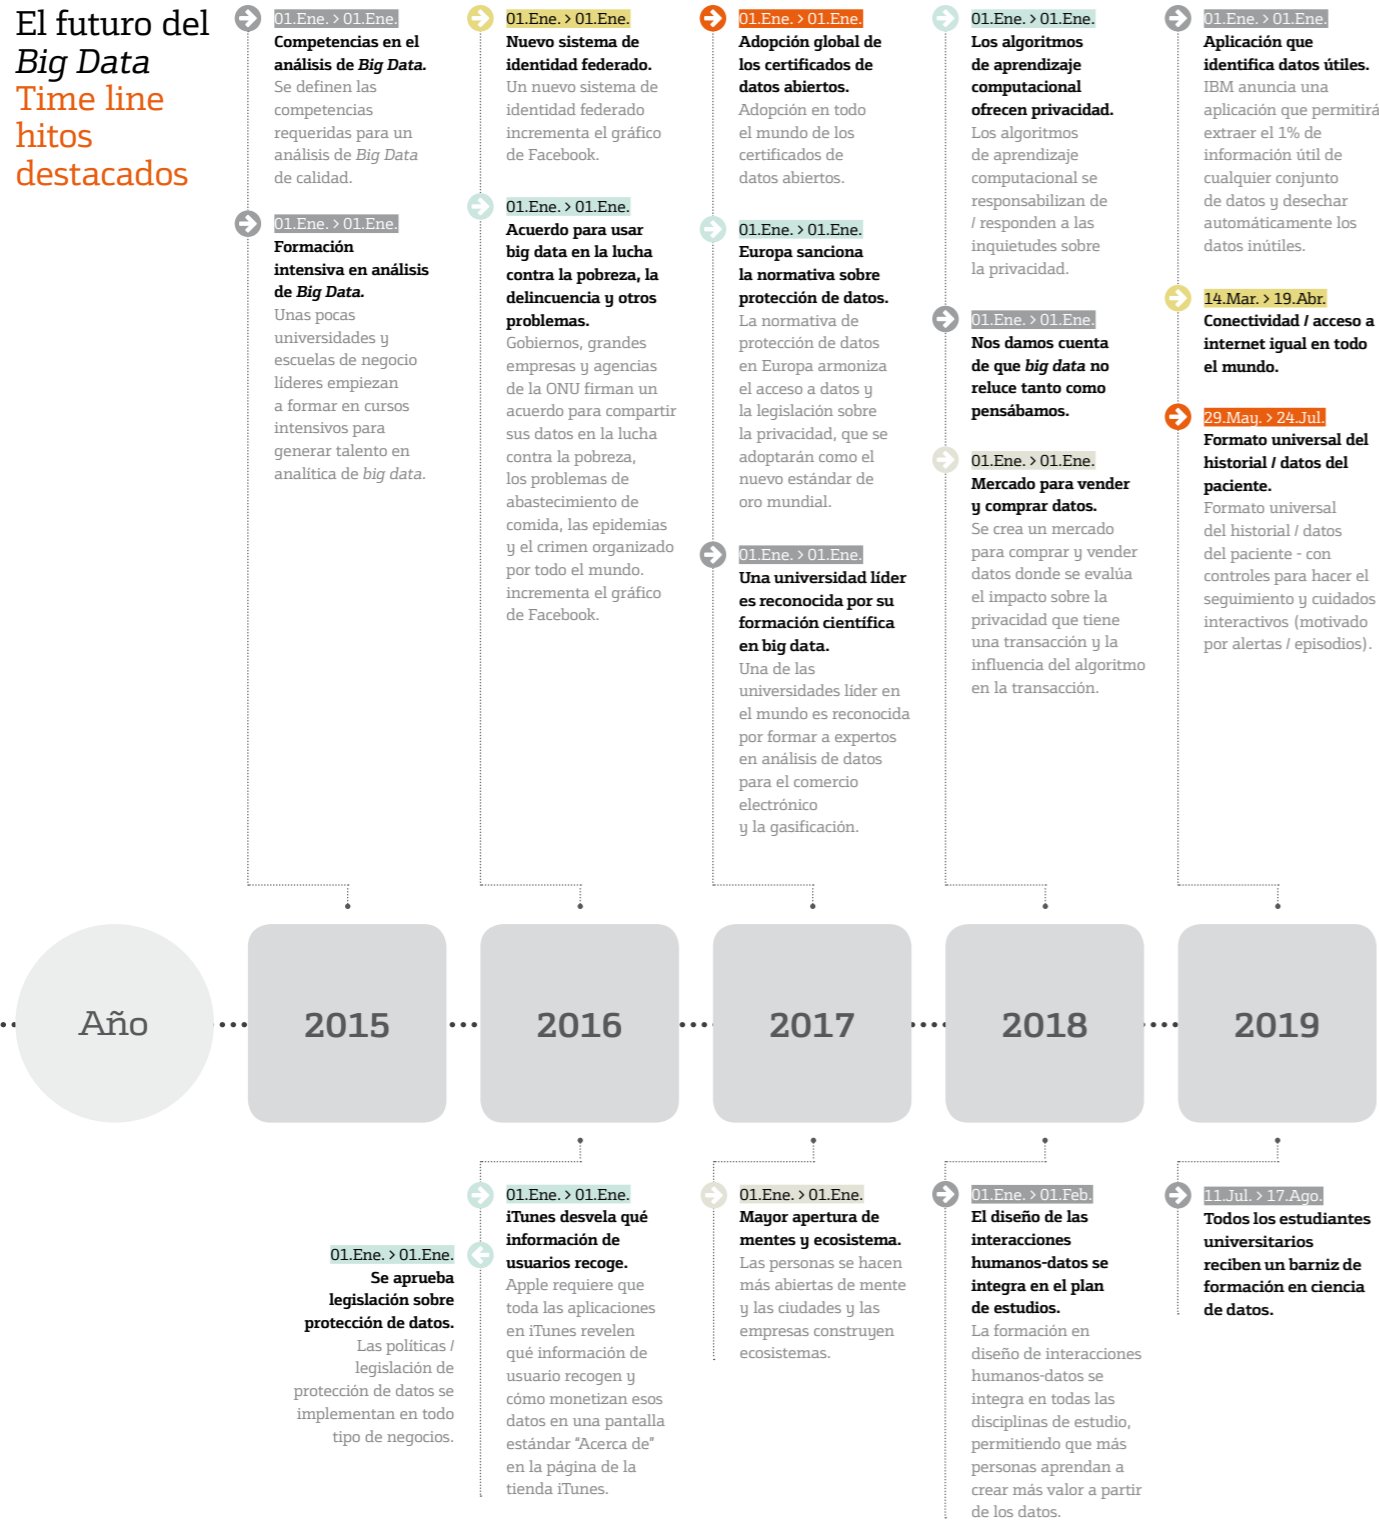 El futuro del
Big Data
Time line
hitos
destacados
01.Ene. > 01.Ene.
Competencias en el
análisis de Big Data.
Se definen las
competencias
requeridas para un
análisis de Big Data
de calidad.
01.Ene. > 01.Ene.
Formación
intensiva en análisis
de Big Data.
Unas pocas
universidades y
escuelas de negocio
líderes empiezan
a formar en cursos
intensivos para
generar talento en
analítica de big data.
01.Ene. > 01.Ene.
Nuevo sistema de
identidad federado.
Un nuevo sistema de
identidad federado
incrementa el gráfico
de Facebook.
01.Ene. > 01.Ene.
Acuerdo para usar
big data en la lucha
contra la pobreza, la
delincuencia y otros
problemas.
Gobiernos, grandes
empresas y agencias
de la ONU firman un
acuerdo para compartir
sus datos en la lucha
contra la pobreza,
los problemas de
abastecimiento de
comida, las epidemias
y el crimen organizado
por todo el mundo.
incrementa el gráfico
de Facebook.
01.Ene. > 01.Ene.
Adopción global de
los certificados de
datos abiertos.
Adopción en todo
el mundo de los
certificados de
datos abiertos.
01.Ene. > 01.Ene.
Europa sanciona
la normativa sobre
protección de datos.
La normativa de
protección de datos
en Europa armoniza
el acceso a datos y
la legislación sobre
la privacidad, que se
adoptarán como el
nuevo estándar de
oro mundial.
01.Ene. > 01.Ene.
Una universidad líder
es reconocida por su
formación científica
en big data.
Una de las
universidades líder en
el mundo es reconocida
por formar a expertos
en análisis de datos
para el comercio
electrónico
y la gasificación.
01.Ene. > 01.Ene.
Los algoritmos
de aprendizaje
computacional
ofrecen privacidad.
Los algoritmos
de aprendizaje
computacional se
responsabilizan de
/ responden a las
inquietudes sobre
la privacidad.
01.Ene. > 01.Ene.
Nos damos cuenta
de que big data no
reluce tanto como
pensábamos.
01.Ene. > 01.Ene.
Mercado para vender
y comprar datos.
Se crea un mercado
para comprar y vender
datos donde se evalúa
el impacto sobre la
privacidad que tiene
una transacción y la
influencia del algoritmo
en la transacción.
01.Ene. > 01.Ene.
Aplicación que
identifica datos útiles.
IBM anuncia una
aplicación que permitirá
extraer el 1% de
información útil de
cualquier conjunto
de datos y desechar
automáticamente los
datos inútiles.
14.Mar. > 19.Abr.
Conectividad / acceso a
internet igual en todo
el mundo.
29.May. > 24.Jul.
Formato universal del
historial / datos del
paciente.
Formato universal
del historial / datos
del paciente - con
controles para hacer el
seguimiento y cuidados
interactivos (motivado
por alertas / episodios).
Año
2015
2016
2017
2018
2019
01.Ene. > 01.Ene.
Se aprueba
legislación sobre
protección de datos.
Las políticas /
legislación de
protección de datos se
implementan en todo
tipo de negocios.
01.Ene. > 01.Ene.
iTunes desvela qué
información de
usuarios recoge.
Apple requiere que
toda las aplicaciones
en iTunes revelen
qué información de
usuario recogen y
cómo monetizan esos
datos en una pantalla
estándar “Acerca de”
en la página de la
tienda iTunes.
01.Ene. > 01.Ene.
Mayor apertura de
mentes y ecosistema.
Las personas se hacen
más abiertas de mente
y las ciudades y las
empresas construyen
ecosistemas.
01.Ene. > 01.Feb.
El diseño de las
interacciones
humanos-datos se
integra en el plan
de estudios.
La formación en
diseño de interacciones
humanos-datos se
integra en todas las
disciplinas de estudio,
permitiendo que más
personas aprendan a
crear más valor a partir
de los datos.
11.Jul. > 17.Ago.
Todos los estudiantes
universitarios
reciben un barniz de
formación en ciencia
de datos.